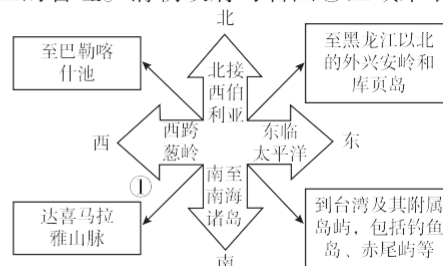 北
至巴勒喀
什池
北接
西伯
利亚
至黑龙江以北
的外兴安岭和
库页岛
西
西跨
葱岭
东临
太平洋
东
①
南至
南海
诸岛
达喜马拉
雅山脉
到台湾及其附属
岛屿，包括钓鱼
岛、赤尾屿等
南